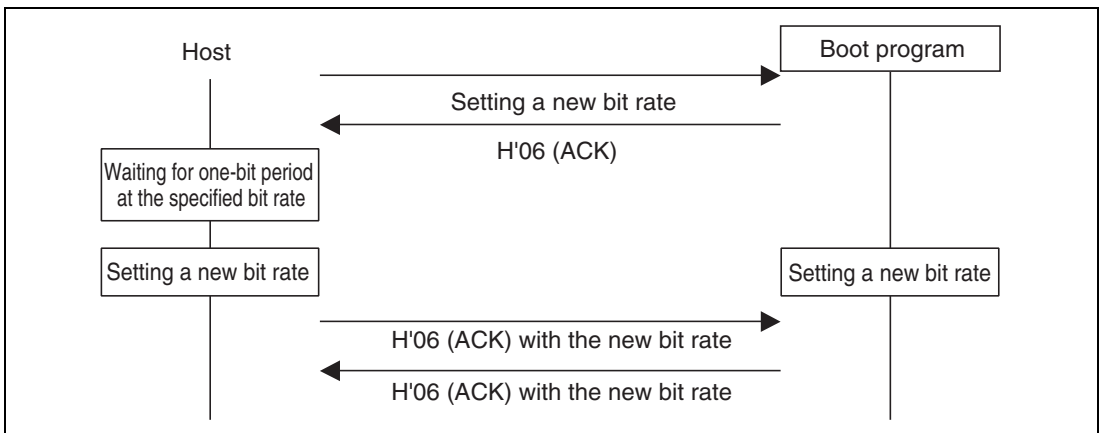 Host
Boot program
Setting a new bit rate
H'06 (ACK)
Waiting for one-bit period
at the specified bit rate
Setting a new bit rate
Setting a new bit rate
H'06 (ACK) with the new bit rate
H'06 (ACK) with the new bit rate